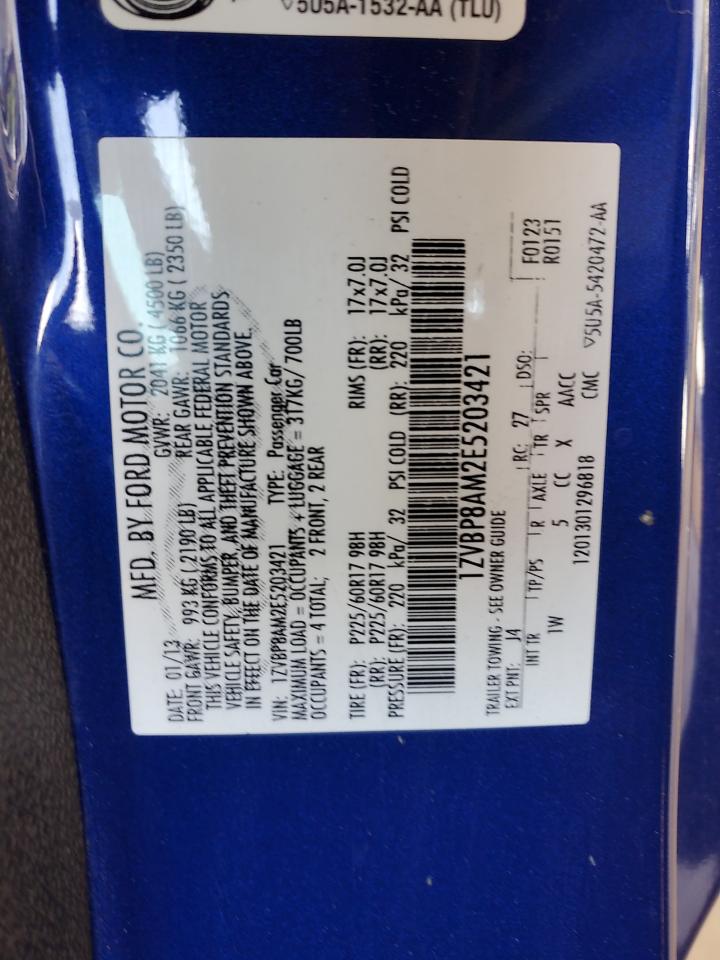 ▽5U5A-1532-AA (TLU)
MFD. BY FORD MOTOR CO.
DATE: 01/13 GVWR: 2041 KG ( 4500 LB)
FRONT GAWR: 993 KG ( 2190 LB) REAR GAWR: 1066 KG ( 2350 LB)
THIS VEHICLE CONFORMS TO ALL APPLICABLE FEDERAL MOTOR
VEHICLE SAFETY, BUMPER, AND THEFT PREVENTION STANDARDS
IN EFFECT ON THE DATE OF MANUFACTURE SHOWN ABOVE.
VIN: 1ZVBP8AM2E5203421 TYPE: Passenger Car
MAXIMUM LOAD = OCCUPANTS + LUGGAGE = 317KG/ 700LB
OCCUPANTS = 4 TOTAL; 2 FRONT, 2 REAR
TIRE (FR): P225/60R17 98H RIMS (FR): 17x7.0J
(RR): P225/60R17 98H (RR): 17x7.0J
PRESSURE (FR): 220 kPa/ 32 PSI COLD (RR): 220 kPa/ 32 PSI COLD
1ZVBP8AM2E5203421
TRAILER TOWING - SEE OWNER GUIDE
EXT PNT: J4 RC: 27 DSO: F0123
INT TR TP/PS R AXLE TR SPR R0151
1W 5 CC X AACC
1201301296818 CMC ▽5U5A-5420472-AA